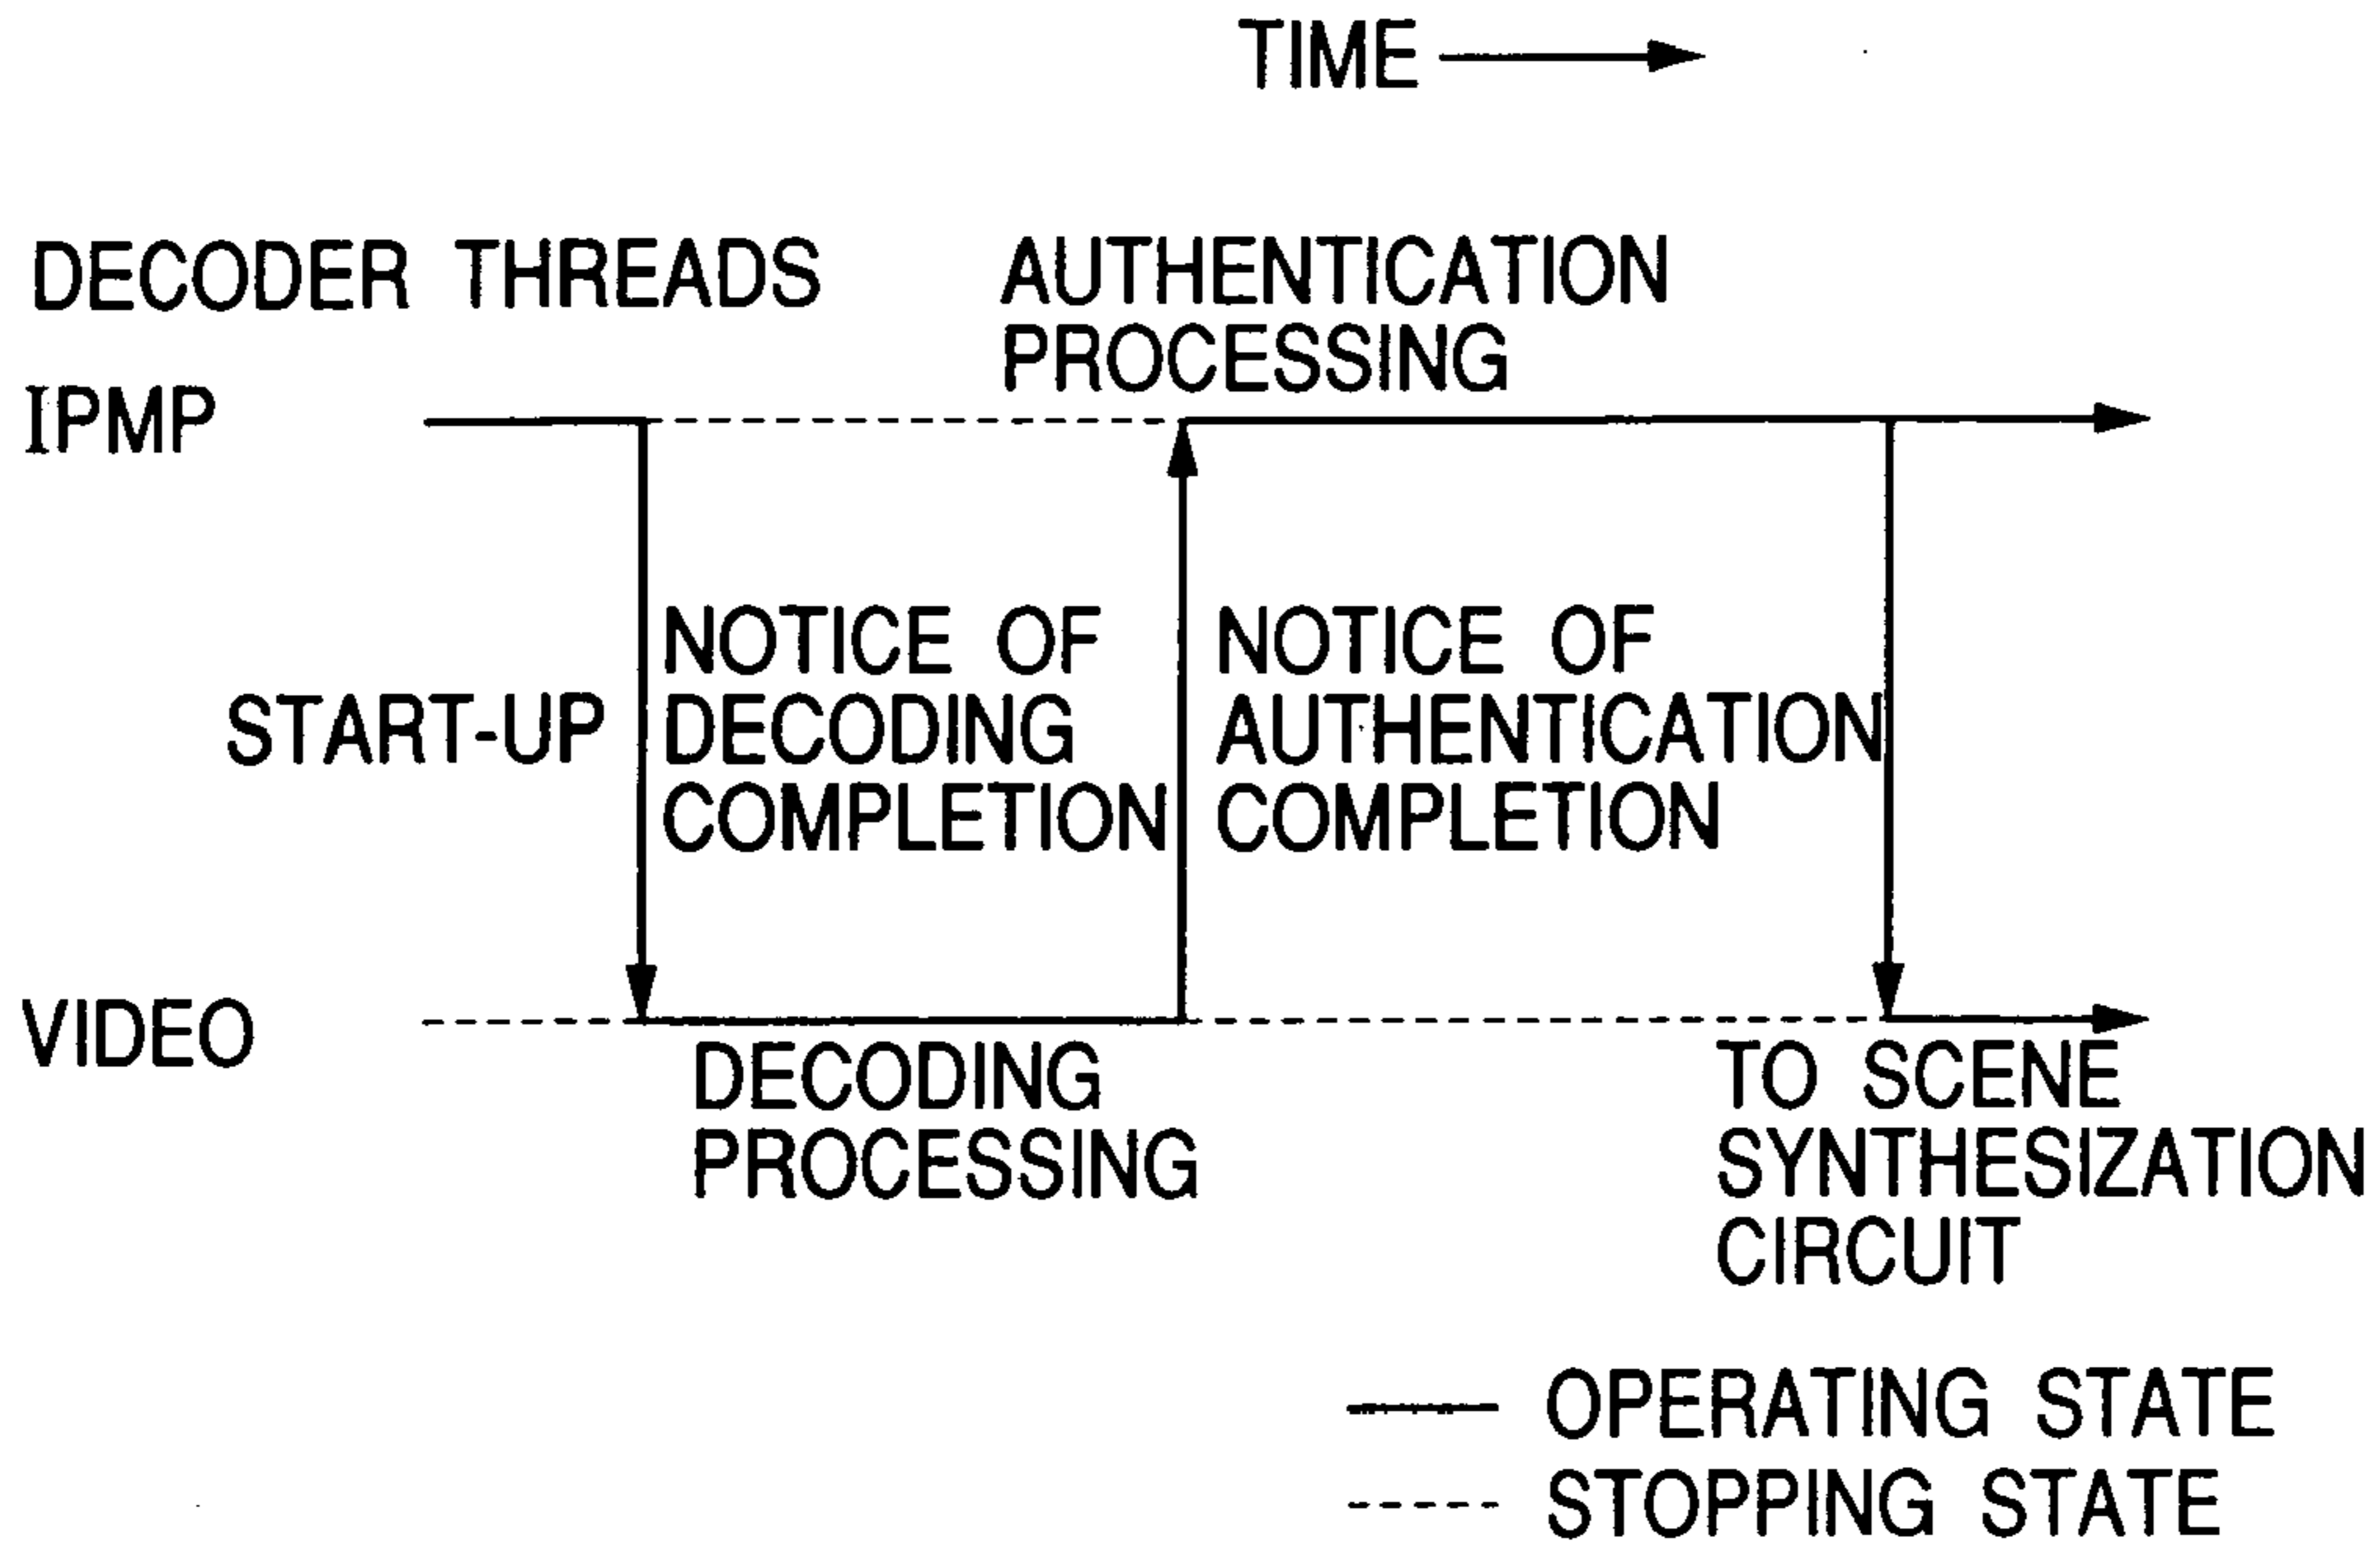 TIME
DECODER THREADS
AUTHENTICATION
PROCESSING
IPMP
START-UP
NOTICE OF
DECODING
COMPLETION
NOTICE OF
AUTHENTICATION
COMPLETION
VIDEO
DECODING
PROCESSING
TO SCENE
SYNTHESIZATION
CIRCUIT
OPERATING STATE
STOPPING STATE